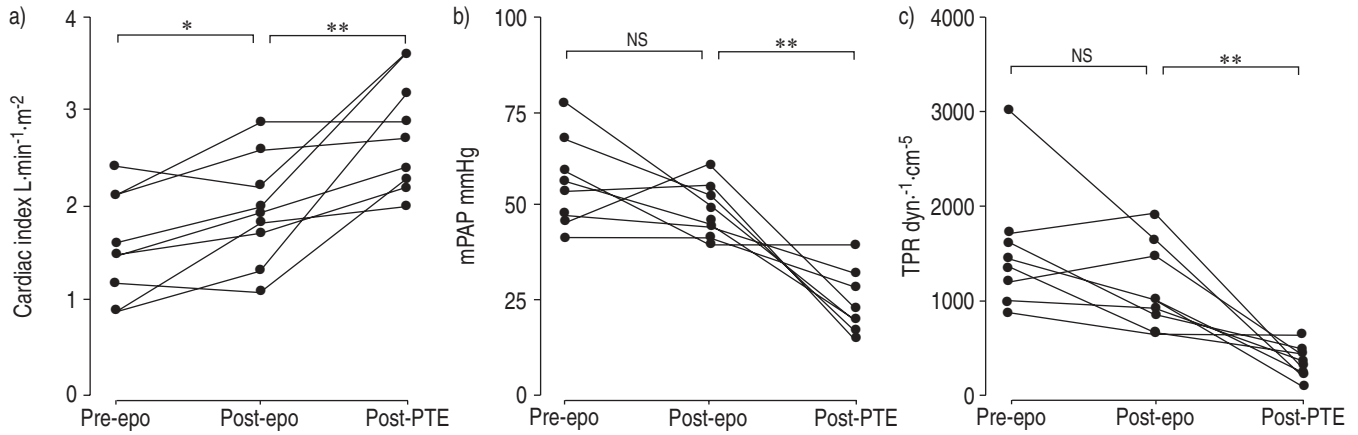 a)
4
3
2
1
0
Cardiac index L·min⁻¹·m⁻²
*
**
Pre-epo Post-epo Post-PTE
b)
100
75
50
25
0
mPAP mmHg
NS
**
Pre-epo Post-epo Post-PTE
c)
4000
3000
2000
1000
0
TPR dyn·⁻¹·cm⁻⁵
NS
**
Pre-epo Post-epo Post-PTE